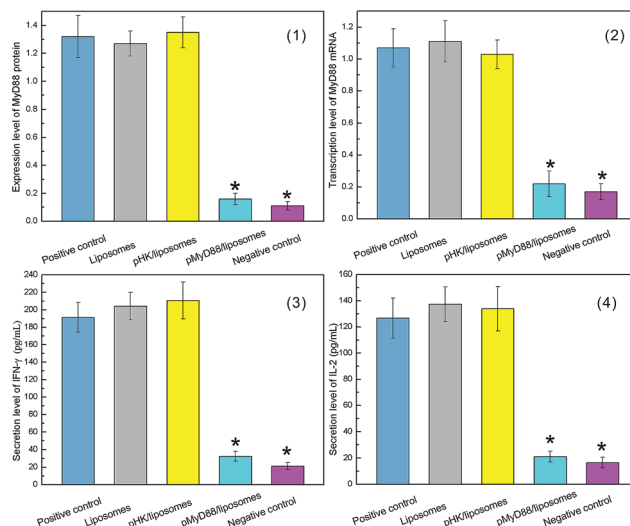 (1)
Expression level of MyD88 protein
1.4
1.2
1.0
0.8
0.6
0.4
0.2
0.0
*
*
Positive control
Liposomes
pHK/liposomes
pMyD88/liposomes
Negative control
(2)
Transcription level of MyD88 mRNA
1.2
1.0
0.8
0.6
0.4
0.2
0.0
*
*
Positive control
Liposomes
pHK/liposomes
pMyD88/liposomes
Negative control
(3)
Secretion level of IFN-γ (pg/mL)
240
220
200
180
160
140
120
100
80
60
40
20
0
*
*
Positive control
Liposomes
pHK/liposomes
pMyD88/liposomes
Negative control
(4)
Secretion level of IL-2 (pg/mL)
160
140
120
100
80
60
40
20
0
*
*
Positive control
Liposomes
pHK/liposomes
pMyD88/liposomes
Negative control